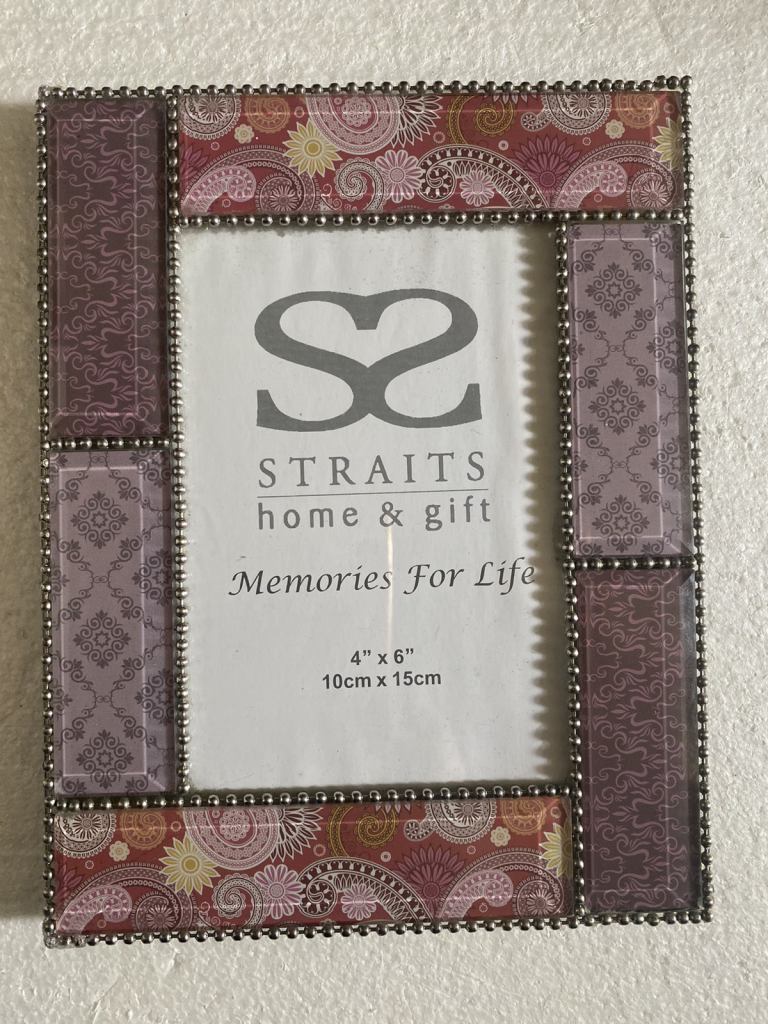 SS
STRAITS
home & gift
Memories For Life
4” x 6”
10cm x 15cm